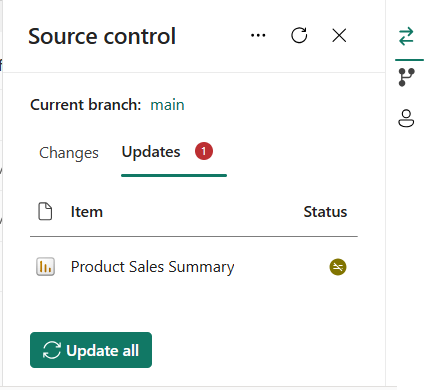 Source control
Current branch: main
Changes Updates 1
Item Status
Product Sales Summary
Update all